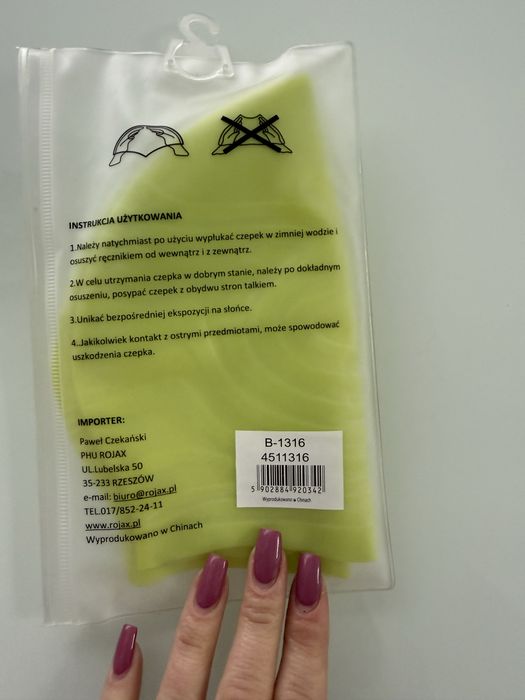 INSTRUKCJA UŻYTKOWANIA
1.Należy natychmiast po użyciu wypłukać czepek w zimniej wodzie i
osuszyć ręcznikiem od wewnątrz i z zewnątrz.
2.W celu utrzymania czepka w dobrym stanie, należy po dokładnym
osuszeniu, posypać czepek z obydwu stron talkiem.
3.Unikać bezpośredniej ekspozycji na słońce.
4..Jakikolwiek kontakt z ostrymi przedmiotami, może spowodować
uszkodzenia czepka.
IMPORTER:
Paweł Czekański
PHU ROJAX
UL.Lubelska 50
35-233 RZESZÓW
e-mail: biuro@rojax.pl
TEL.017/852-24-11
www.rojax.pl
Wyprodukowano w Chinach
B-1316
4511316
5 902884 920342
Wyprodukowano w Chinach